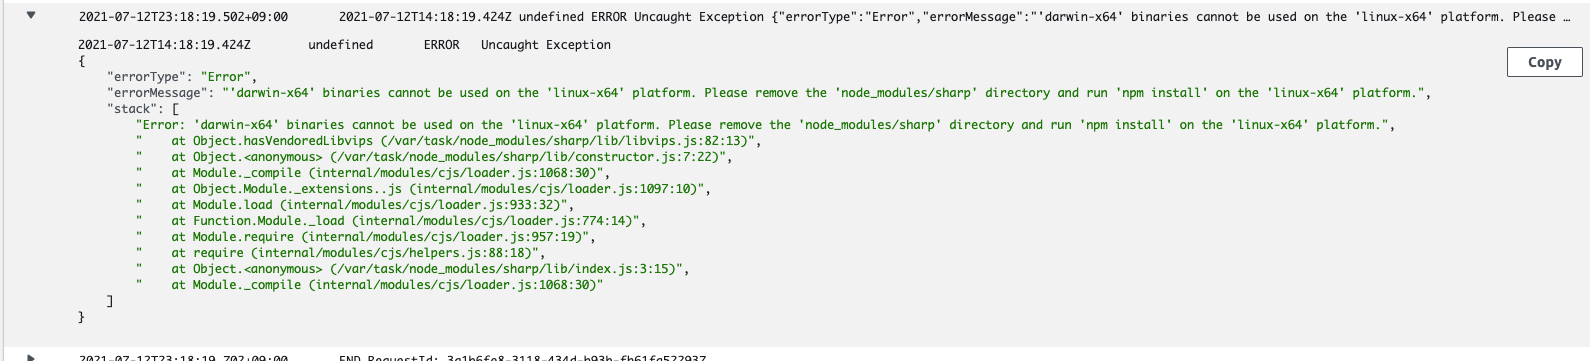 2021-07-12T23:18:19.502+09:00 2021-07-12T14:18:19.424Z undefined ERROR Uncaught Exception {"errorType":"Error","errorMessage":"'darwin-x64' binaries cannot be used on the 'linux-x64' platform. Please …
2021-07-12T14:18:19.424Z undefined ERROR Uncaught Exception
Copy
{
"errorType": "Error",
"errorMessage": "'darwin-x64' binaries cannot be used on the 'linux-x64' platform. Please remove the 'node_modules/sharp' directory and run 'npm install' on the 'linux-x64' platform.",
"stack": [
"Error: 'darwin-x64' binaries cannot be used on the 'linux-x64' platform. Please remove the 'node_modules/sharp' directory and run 'npm install' on the 'linux-x64' platform.",
" at Object.hasVendoredLibvips (/var/task/node_modules/sharp/lib/libvips.js:82:13)",
" at Object.<anonymous> (/var/task/node_modules/sharp/lib/constructor.js:7:22)",
" at Module._compile (internal/modules/cjs/loader.js:1068:30)",
" at Object.Module._extensions..js (internal/modules/cjs/loader.js:1097:10)",
" at Module.load (internal/modules/cjs/loader.js:933:32)",
" at Function.Module._load (internal/modules/cjs/loader.js:774:14)",
" at Module.require (internal/modules/cjs/loader.js:957:19)",
" at require (internal/modules/cjs/helpers.js:88:18)",
" at Object.<anonymous> (/var/task/node_modules/sharp/lib/index.js:3:15)",
" at Module._compile (internal/modules/cjs/loader.js:1068:30)"
]
}
2021-07-12T23:18:19.702+09:00 END RequestId: